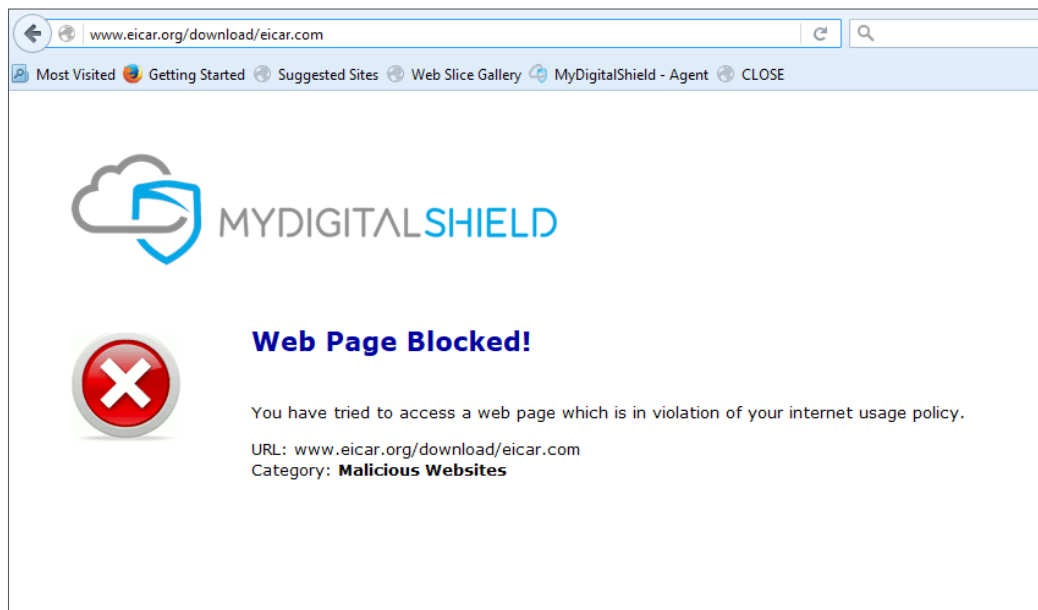 www.eicar.org/download/eicar.com
Most Visited Getting Started Suggested Sites Web Slice Gallery MyDigitalShield - Agent CLOSE
MYDIGITALSHIELD
Web Page Blocked!
You have tried to access a web page which is in violation of your internet usage policy.
URL: www.eicar.org/download/eicar.com
Category: Malicious Websites